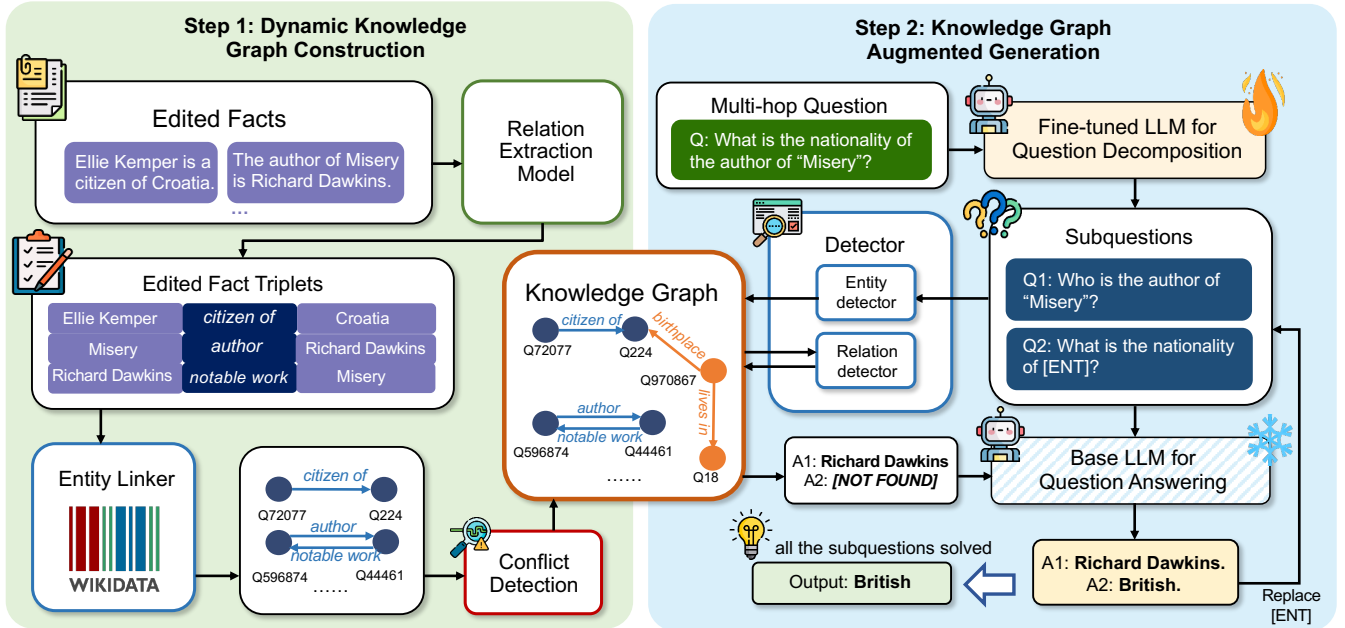 Step 1: Dynamic Knowledge
Graph Construction
Edited Facts
Ellie Kemper is a
citizen of Croatia.
The author of Misery
is Richard Dawkins.
...
Relation
Extraction
Model
Edited Fact Triplets
Ellie Kemper citizen of Croatia
Misery author Richard Dawkins
Richard Dawkins notable work Misery
Entity Linker
WIKIDATA
citizen of
Q72077 Q224
author
notable work
Q596874 Q44461
......
Conflict
Detection
Knowledge Graph
citizen of
birthplace
Q72077 Q224
Q970867
lives in
author
notable work
Q596874 Q44461
Q18
......
Step 2: Knowledge Graph
Augmented Generation
Multi-hop Question
Q: What is the nationality of
the author of “Misery”?
Fine-tuned LLM for
Question Decomposition
Subquestions
Q1: Who is the author of
“Misery”?
Q2: What is the nationality
of [ENT]?
Detector
Entity
detector
Relation
detector
A1: Richard Dawkins
A2: [NOT FOUND]
Base LLM for
Question Answering
A1: Richard Dawkins.
A2: British.
Replace
[ENT]
all the subquestions solved
Output: British